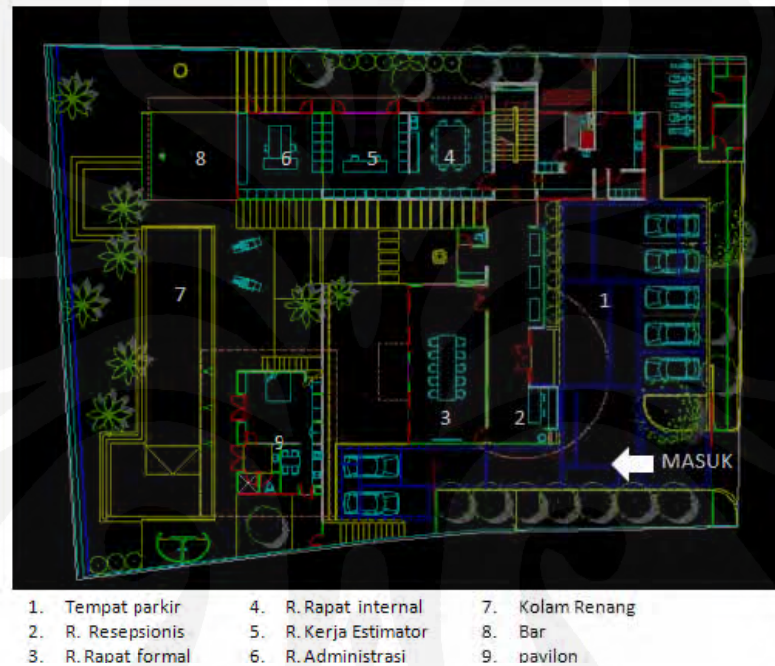 8
6
5
4
7
1
3
2
9
MASUK
1. Tempat parkir
2. R. Resepsionis
3. R. Rapat formal
4. R. Rapat internal
5. R. Kerja Estimator
6. R. Administrasi
7. Kolam Renang
8. Bar
9. pavilon